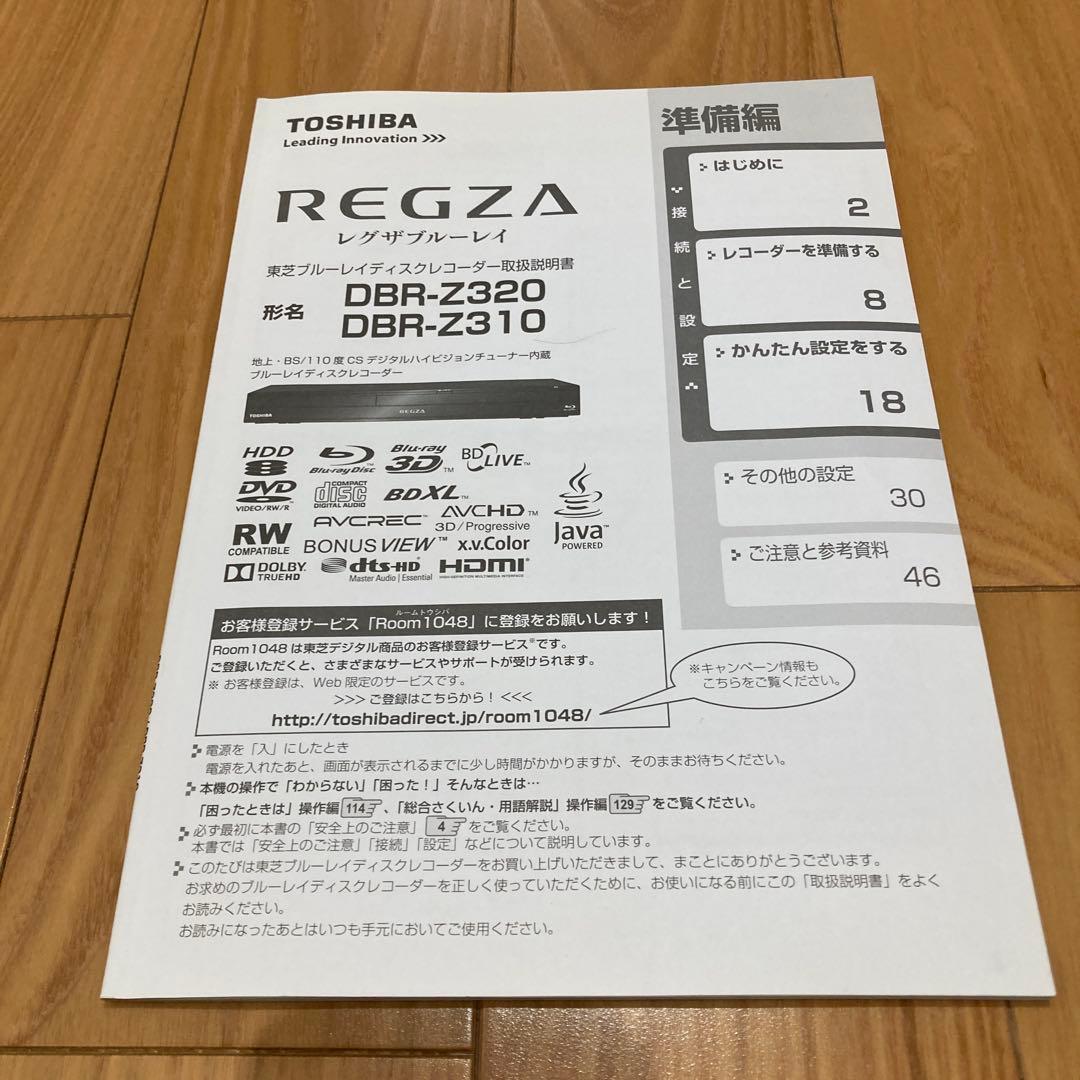 TOSHIBA
Leading Innovation >>>
REGZA
レグザブルーレイ
東芝ブルーレイディスクレコーダー取扱説明書
形名
DBR-Z320
DBR-Z310
地上・BS/110度CSデジタルハイビジョンチューナー内蔵
ブルーレイディスクレコーダー
TOSHIBA
REGZA
HDD
Blu-ray Disc™
Blu-ray 3D™
BD LIVE™
DVD
VIDEO/RW/R
COMPACT disc DIGITAL AUDIO
BDXL™
RW COMPATIBLE
AVCREC™
AVCHD™
3D/Progressive
Java™
POWERED
BONUSVIEW™
x.v.Color
DOLBY
TRUEHD
dts-HD
Master Audio | Essential
HDMI
HIGH-DEFINITION MULTIMEDIA INTERFACE
準備編
接続と設定
はじめに
2
レコーダーを準備する
8
かんたん設定をする
18
その他の設定
30
ご注意と参考資料
46
ルームトウシバ
お客様登録サービス「Room1048」に登録をお願いします！
Room1048は東芝デジタル商品のお客様登録サービス※です。
ご登録いただくと、さまざまなサービスやサポートが受けられます。
※ お客様登録は、Web限定のサービスです。
>>> ご登録はこちらから！ <<<
http://toshibadirect.jp/room1048/
※キャンペーン情報も
こちらをご覧ください。
電源を「入」にしたとき
電源を入れたあと、画面が表示されるまでに少し時間がかかりますが、そのままお待ちください。
本機の操作で「わからない」「困った！」そんなときは…
「困ったときは」操作編 114 、「総合さくいん・用語解説」操作編 129 をご覧ください。
必ず最初に本書の「安全上のご注意」 4 をご覧ください。
本書では「安全上のご注意」「接続」「設定」などについて説明しています。
このたびは東芝ブルーレイディスクレコーダーをお買い上げいただきまして、まことにありがとうございます。
お求めのブルーレイディスクレコーダーを正しく使っていただくために、お使いになる前にこの「取扱説明書」をよく
お読みください。
お読みになったあとはいつも手元においてご使用ください。